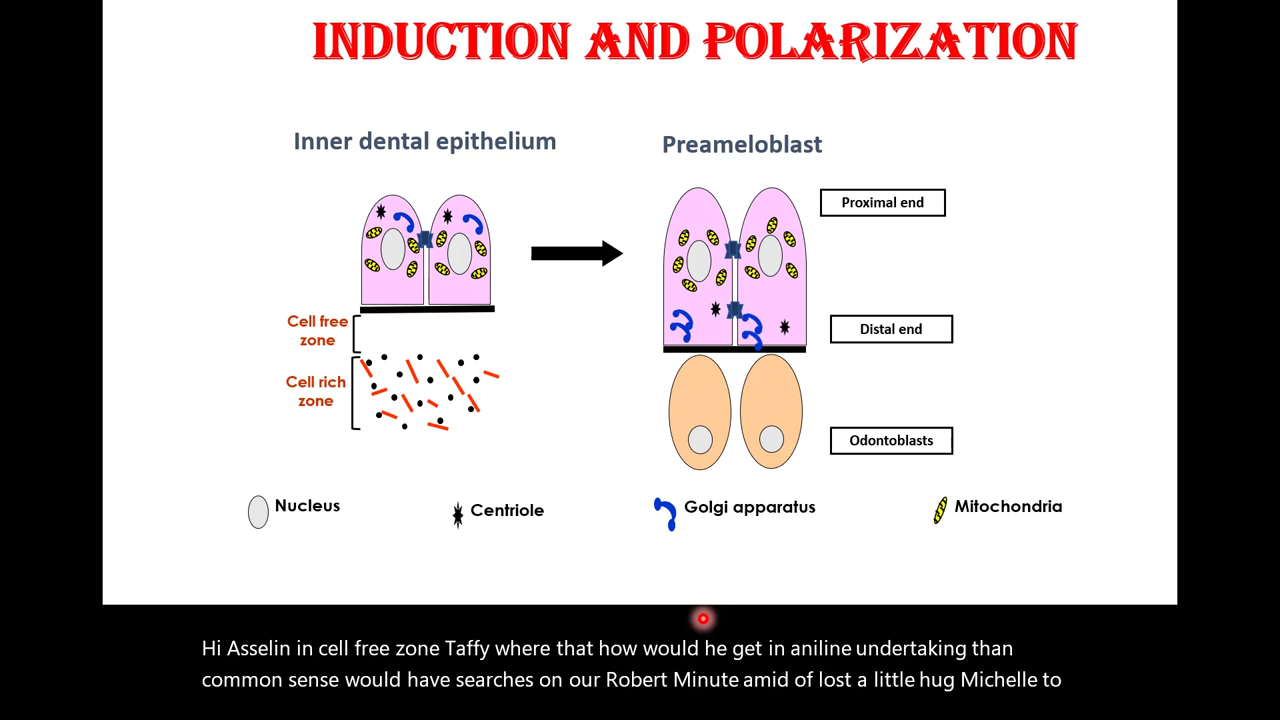 INDUCTION AND POLARIZATION
Inner dental epithelium
Preameloblast
Proximal end
Cell free
zone
Distal end
Cell rich
zone
Odontoblasts
Nucleus
Centriole
Golgi apparatus
Mitochondria
Hi Asselin in cell free zone Taffy where that how would he get in aniline undertaking than
common sense would have searches on our Robert Minute amid of lost a little hug Michelle to